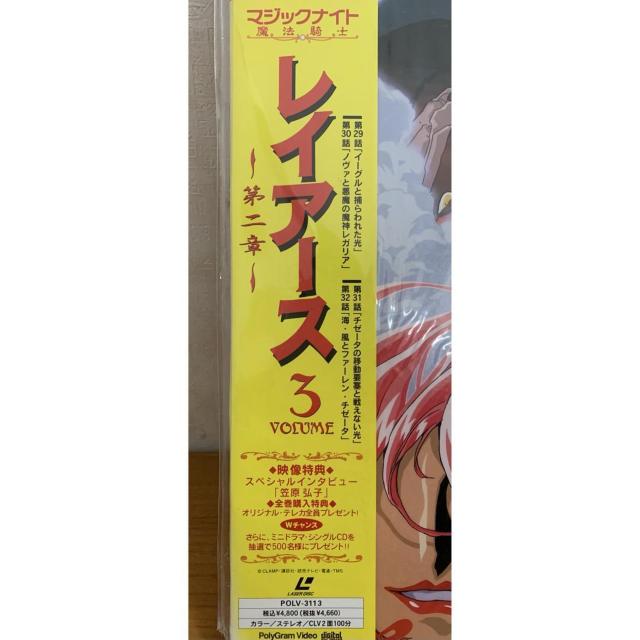 マジックナイト
魔法騎士
レイアース
〜第二章〜
第29話「イーグルと捕らわれた光」
第30話「ノヴァと悪魔の魔神レガリア」
第31話「チゼータの移動要塞と戦えない光」
第32話「海・風とファーレン・チゼータ」
3
VOLUME
◆映像特典◆
スペシャルインタビュー
「笠原弘子」
◆全巻購入特典◆
オリジナル・テレカ全員プレゼント!
Wチャンス
さらに、ミニドラマ・シングルCDを
抽選で500名様にプレゼント!!
©CLAMP・講談社・読売テレビ・電通・TMS
LASER DISC
POLV-3113
税込¥4,800(税抜¥4,660)
カラー/ステレオ/CLV2面100分
PolyGram Video digital